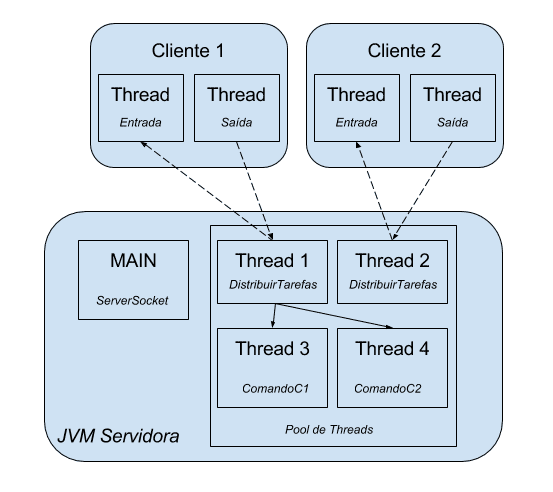 Cliente 1
Cliente 2
Thread
Entrada
Thread
Saída
Thread
Entrada
Thread
Saída
MAIN
ServerSocket
Thread 1
DistribuirTarefas
Thread 2
DistribuirTarefas
Thread 3
ComandoC1
Thread 4
ComandoC2
Pool de Threads
JVM Servidora